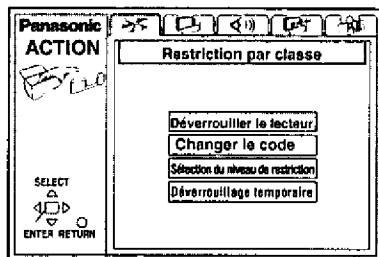 Panasonic
ACTION
Restriction par classe
Déverrouiller le lecteur
Changer le code
Sélection du niveau de restriction
Déverrouillage temporaire
SELECT
ENTER RETURN